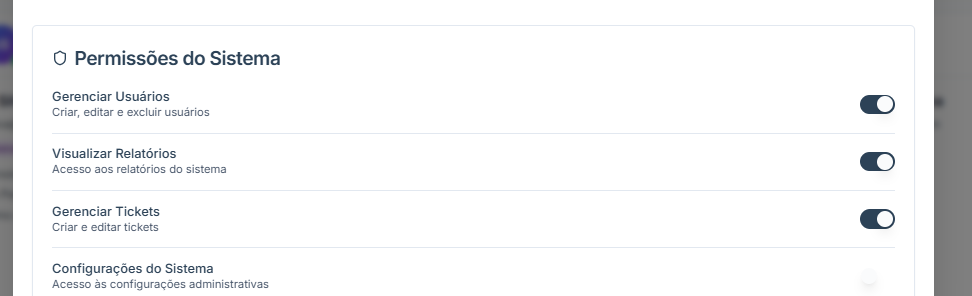 Permissões do Sistema
Gerenciar Usuários
Criar, editar e excluir usuários
Visualizar Relatórios
Acesso aos relatórios do sistema
Gerenciar Tickets
Criar e editar tickets
Configurações do Sistema
Acesso às configurações administrativas